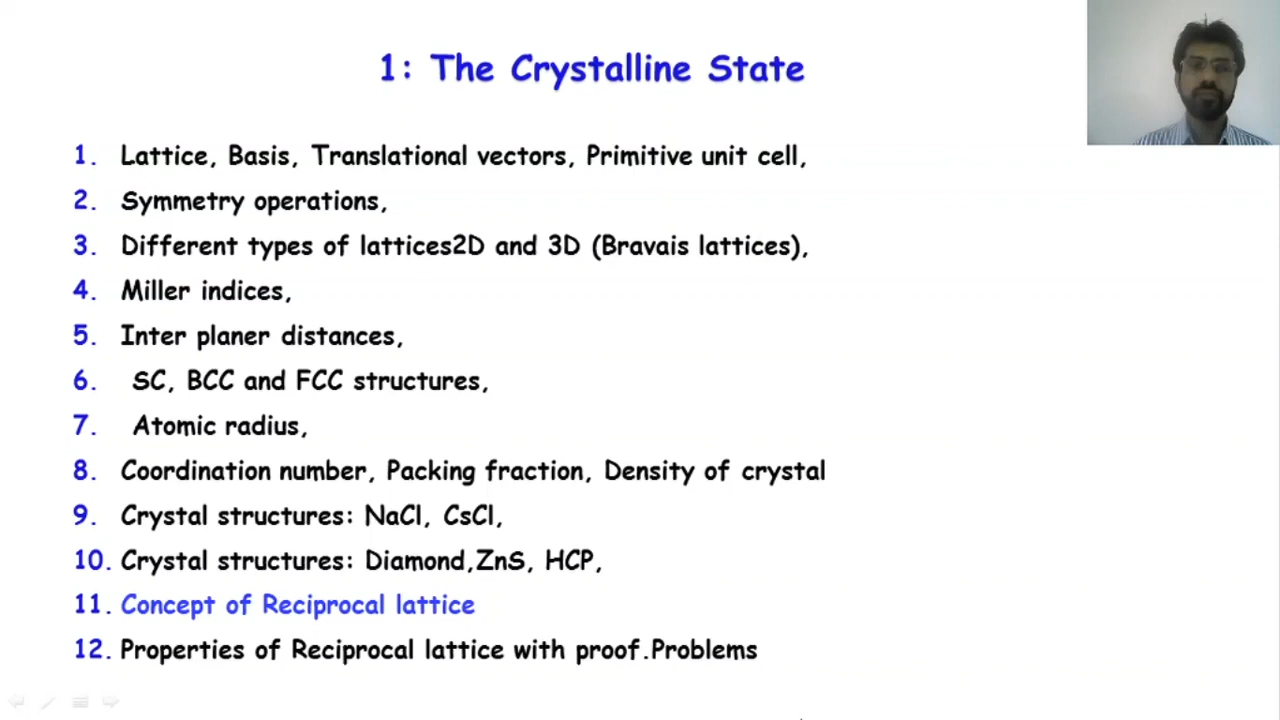 1: The Crystalline State
1. Lattice, Basis, Translational vectors, Primitive unit cell,
2. Symmetry operations,
3. Different types of lattices2D and 3D (Bravais lattices),
4. Miller indices,
5. Inter planer distances,
6. SC, BCC and FCC structures,
7. Atomic radius,
8. Coordination number, Packing fraction, Density of crystal
9. Crystal structures: NaCl, CsCl,
10. Crystal structures: Diamond,ZnS, HCP,
11. Concept of Reciprocal lattice
12. Properties of Reciprocal lattice with proof.Problems